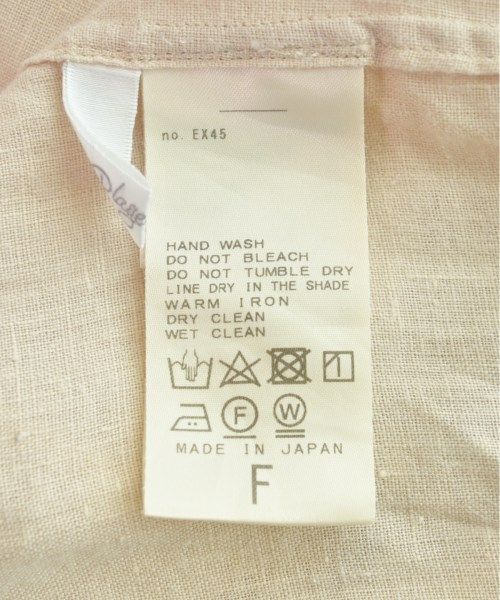 no. EX45
HAND WASH
DO NOT BLEACH
DO NOT TUMBLE DRY
LINE DRY IN THE SHADE
WARM IRON
DRY CLEAN
WET CLEAN
F W
MADE IN JAPAN
F